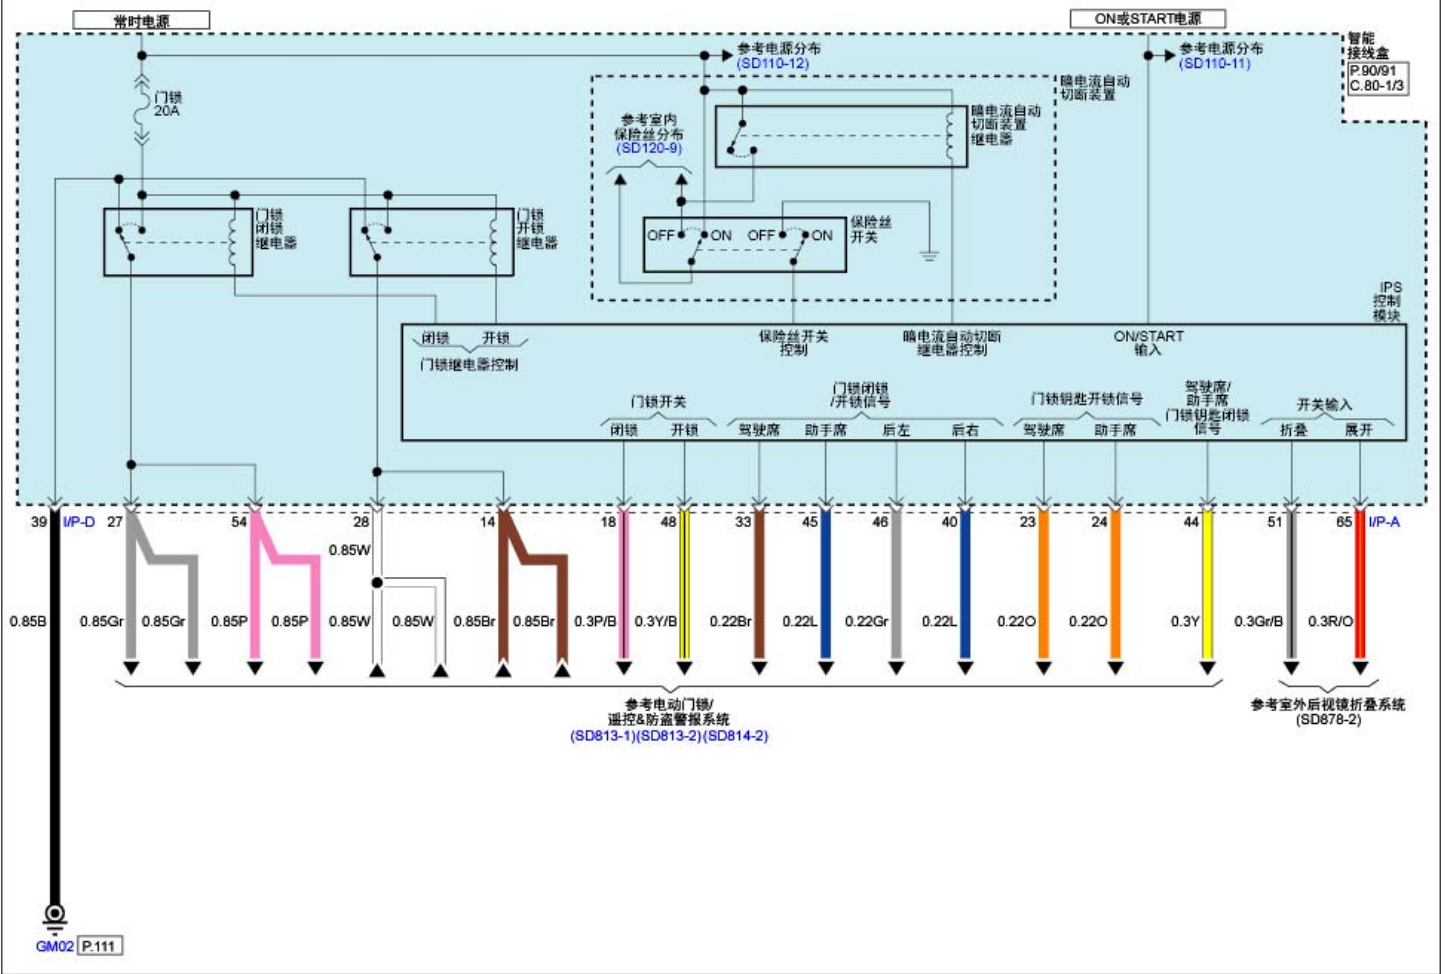 常时电源
ON或START电源
智能
接线盒
P.90/91
C.80-1/3
参考电源分布
(SD110-12)
参考电源分布
(SD110-11)
门锁
20A
暗电流自动
切断装置
参考室内
保险丝分布
(SD120-9)
暗电流自动
切断装置
继电器
门锁
闭锁
继电器
门锁
开锁
继电器
OFF
ON
OFF
ON
保险丝
开关
IPS
控制
模块
闭锁
开锁
门锁继电器控制
保险丝开关
控制
暗电流自动切断
继电器控制
ON/START
输入
门锁开关
闭锁
开锁
门锁闭锁
/开锁信号
驾驶席
助手席
后左
后右
门锁钥匙开锁信号
驾驶席
助手席
驾驶席/
助手席
门锁钥匙闭锁
信号
开关输入
折叠
展开
39
I/P-D
27
54
28
14
18
48
33
45
46
40
23
24
44
51
65
I/P-A
0.85W
0.85B
0.85Gr
0.85Gr
0.85P
0.85P
0.85W
0.85W
0.85Br
0.85Br
0.3P/B
0.3Y/B
0.22Br
0.22L
0.22Gr
0.22L
0.22O
0.22O
0.3Y
0.3Gr/B
0.3R/O
参考电动门锁/
遥控&防盗警报系统
(SD813-1)(SD813-2)(SD814-2)
参考室外后视镜折叠系统
(SD878-2)
GM02
P.111